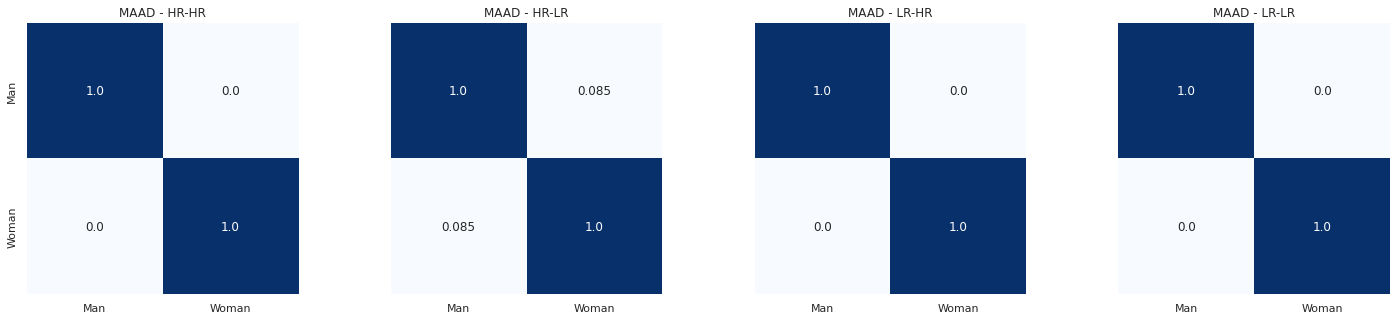 MAAD - HR-HR
MAAD - HR-LR
MAAD - LR-HR
MAAD - LR-LR
Man
1.0 0.0
1.0 0.085
1.0 0.0
1.0 0.0
Woman
0.0 1.0
0.085 1.0
0.0 1.0
0.0 1.0
Man Woman
Man Woman
Man Woman
Man Woman